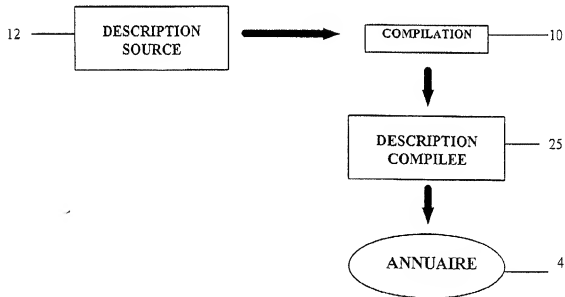 12
DESCRIPTION
SOURCE
COMPILATION
10
DESCRIPTION
COMPILEE
25
ANNUAIRE
4